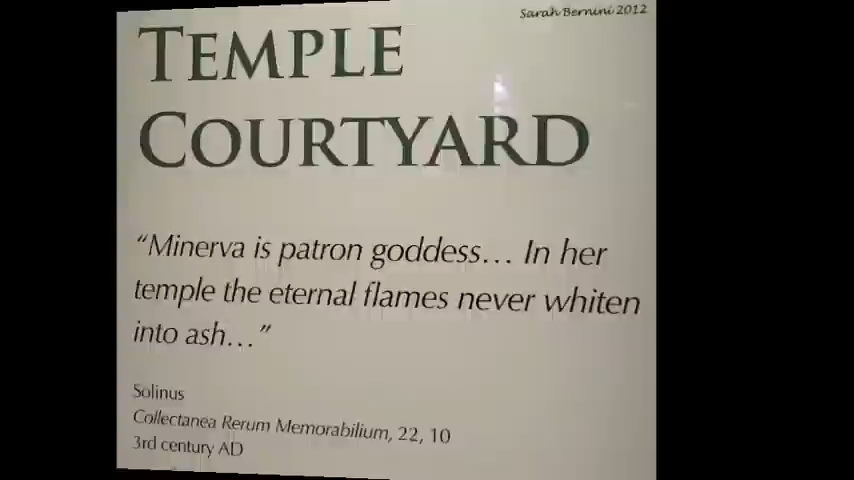 Sarah Bernini 2012
TEMPLE
COURTYARD
“Minerva is patron goddess… In her
temple the eternal flames never whiten
into ash…”
Solinus
Collectanea Rerum Memorabilium, 22, 10
3rd century AD